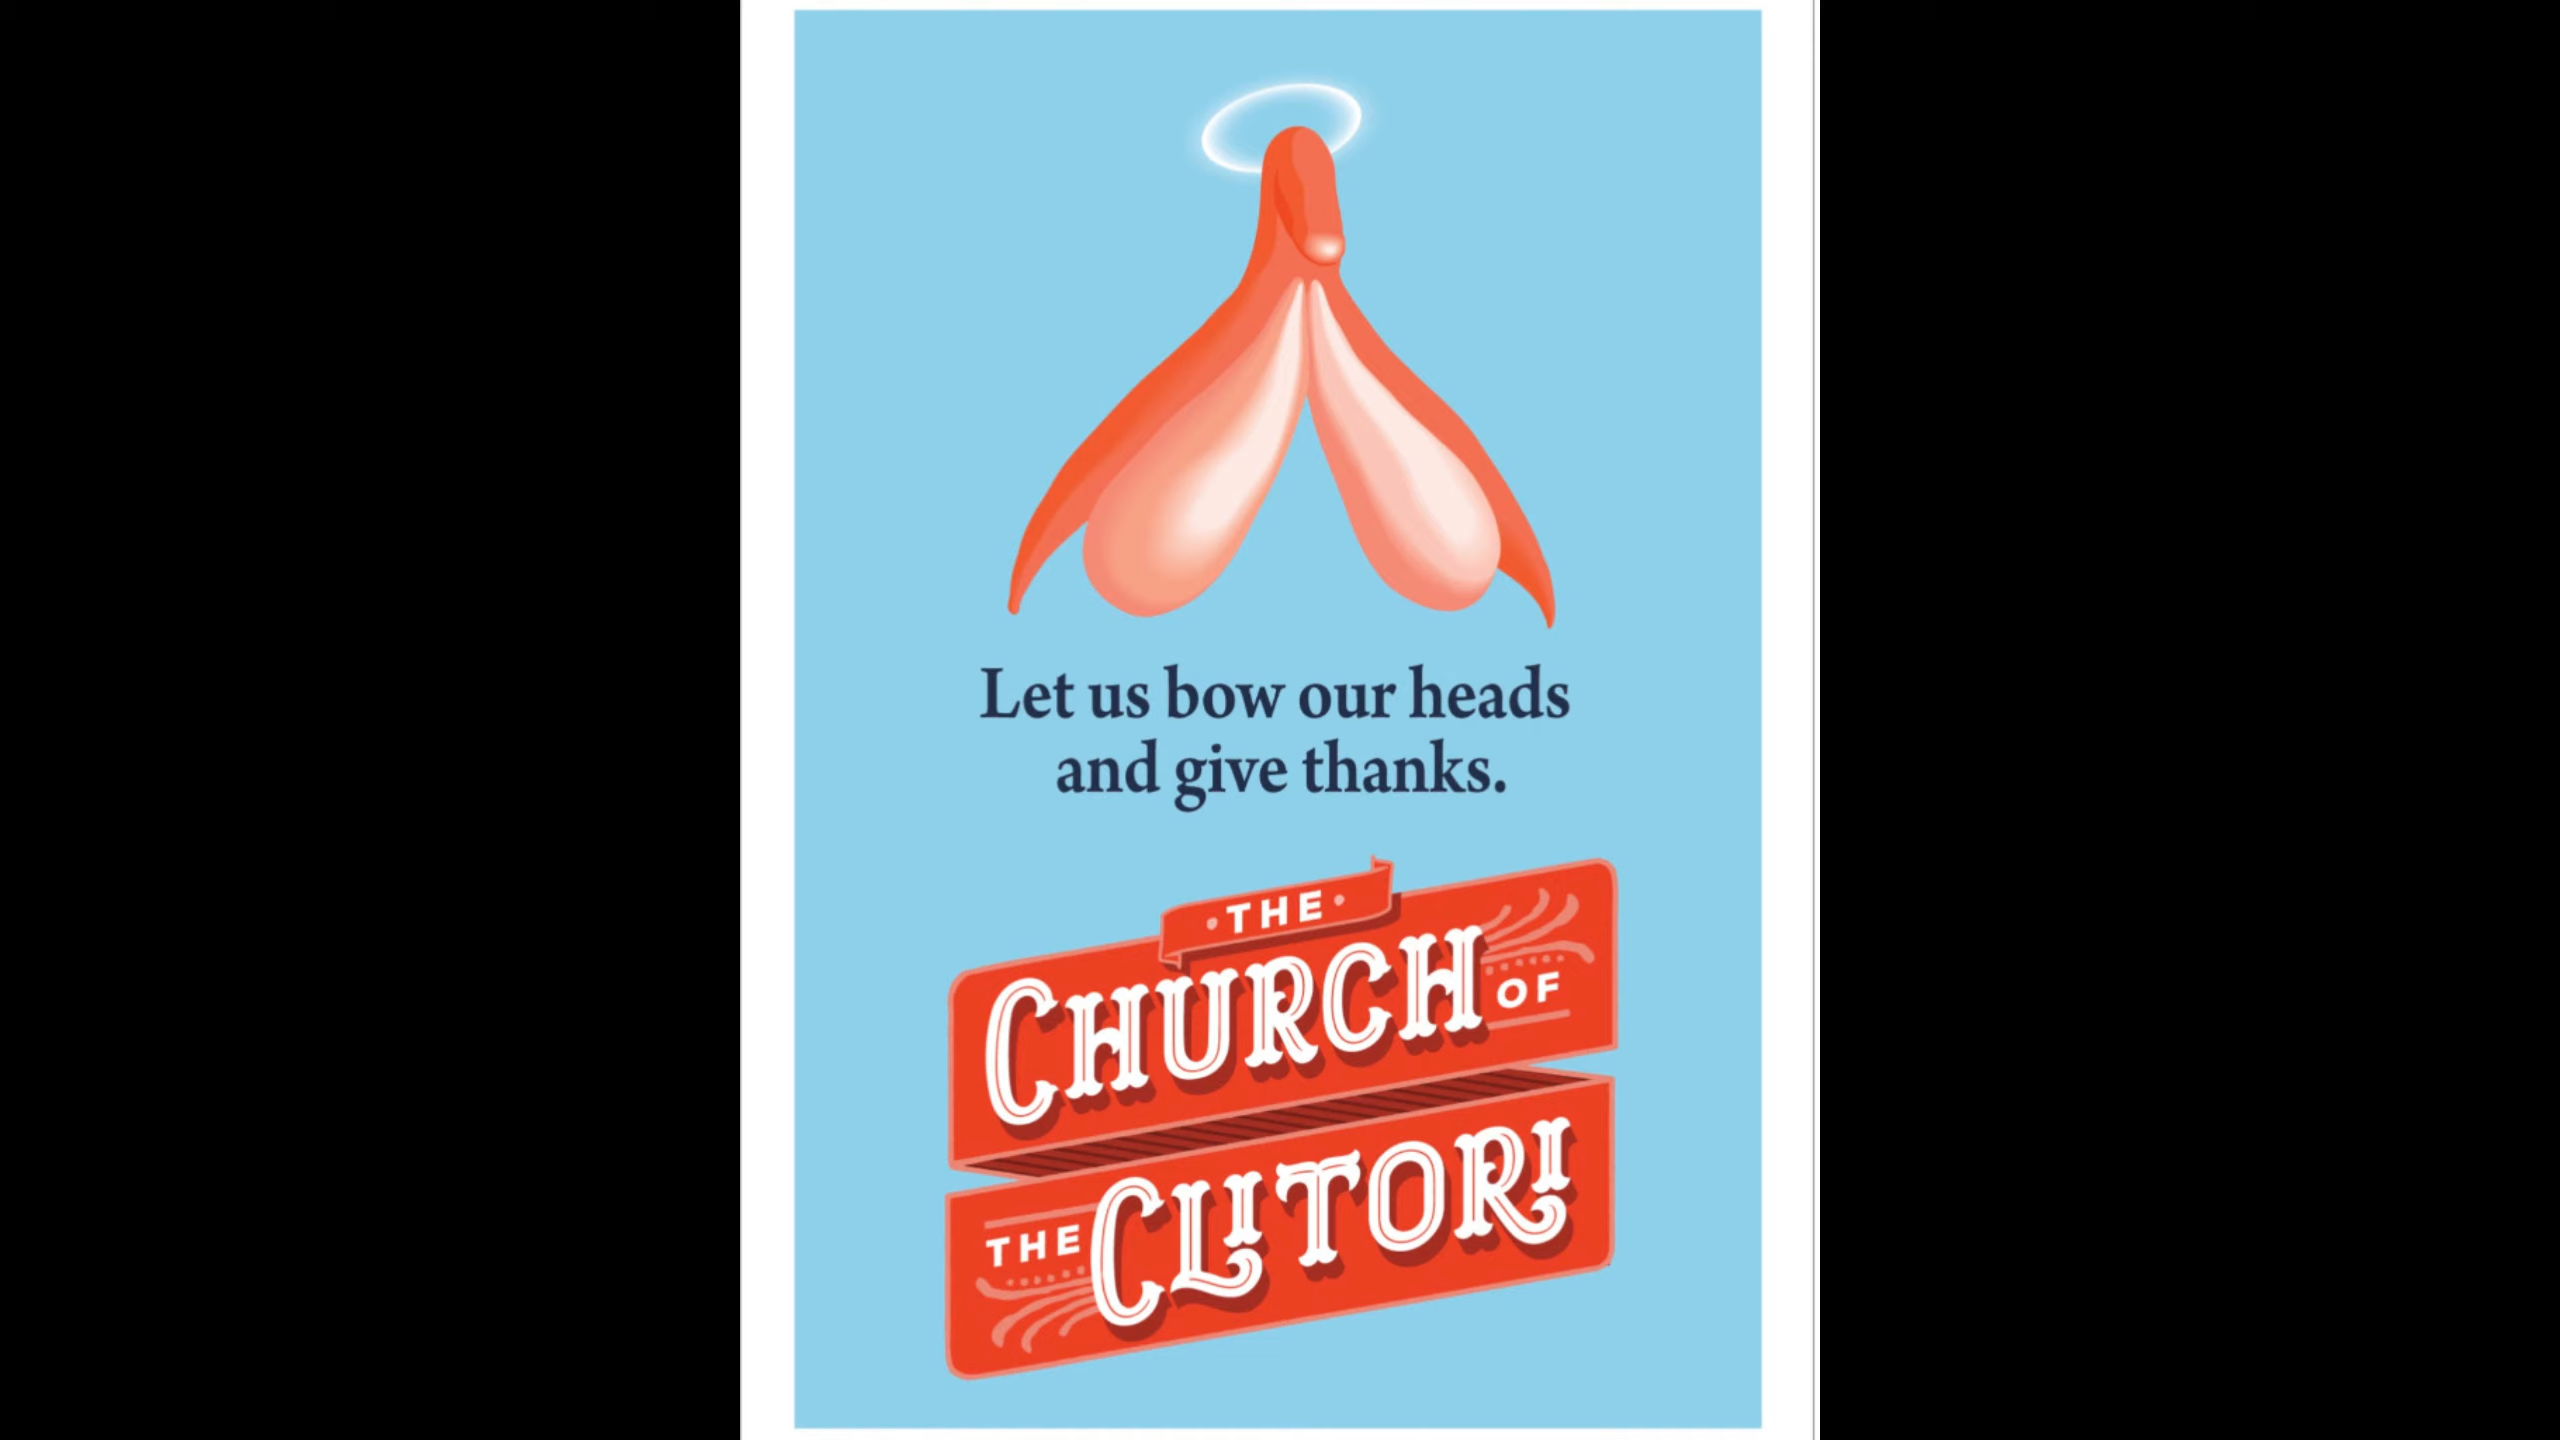 Let us bow our heads
and give thanks.
THE
CHURCH OF
THE CLITORI